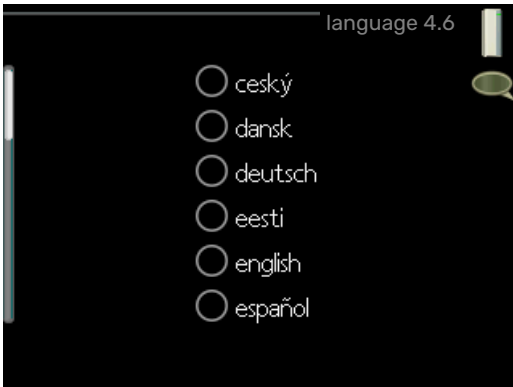 language 4.6
ceský
dansk
deutsch
eesti
english
español